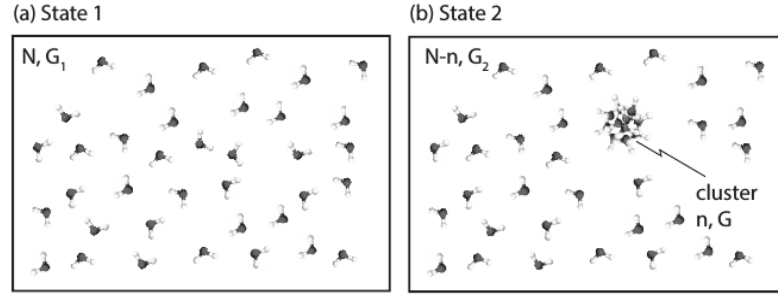 (a) State 1
N, G₁
(b) State 2
N-n, G₂
cluster
n, G